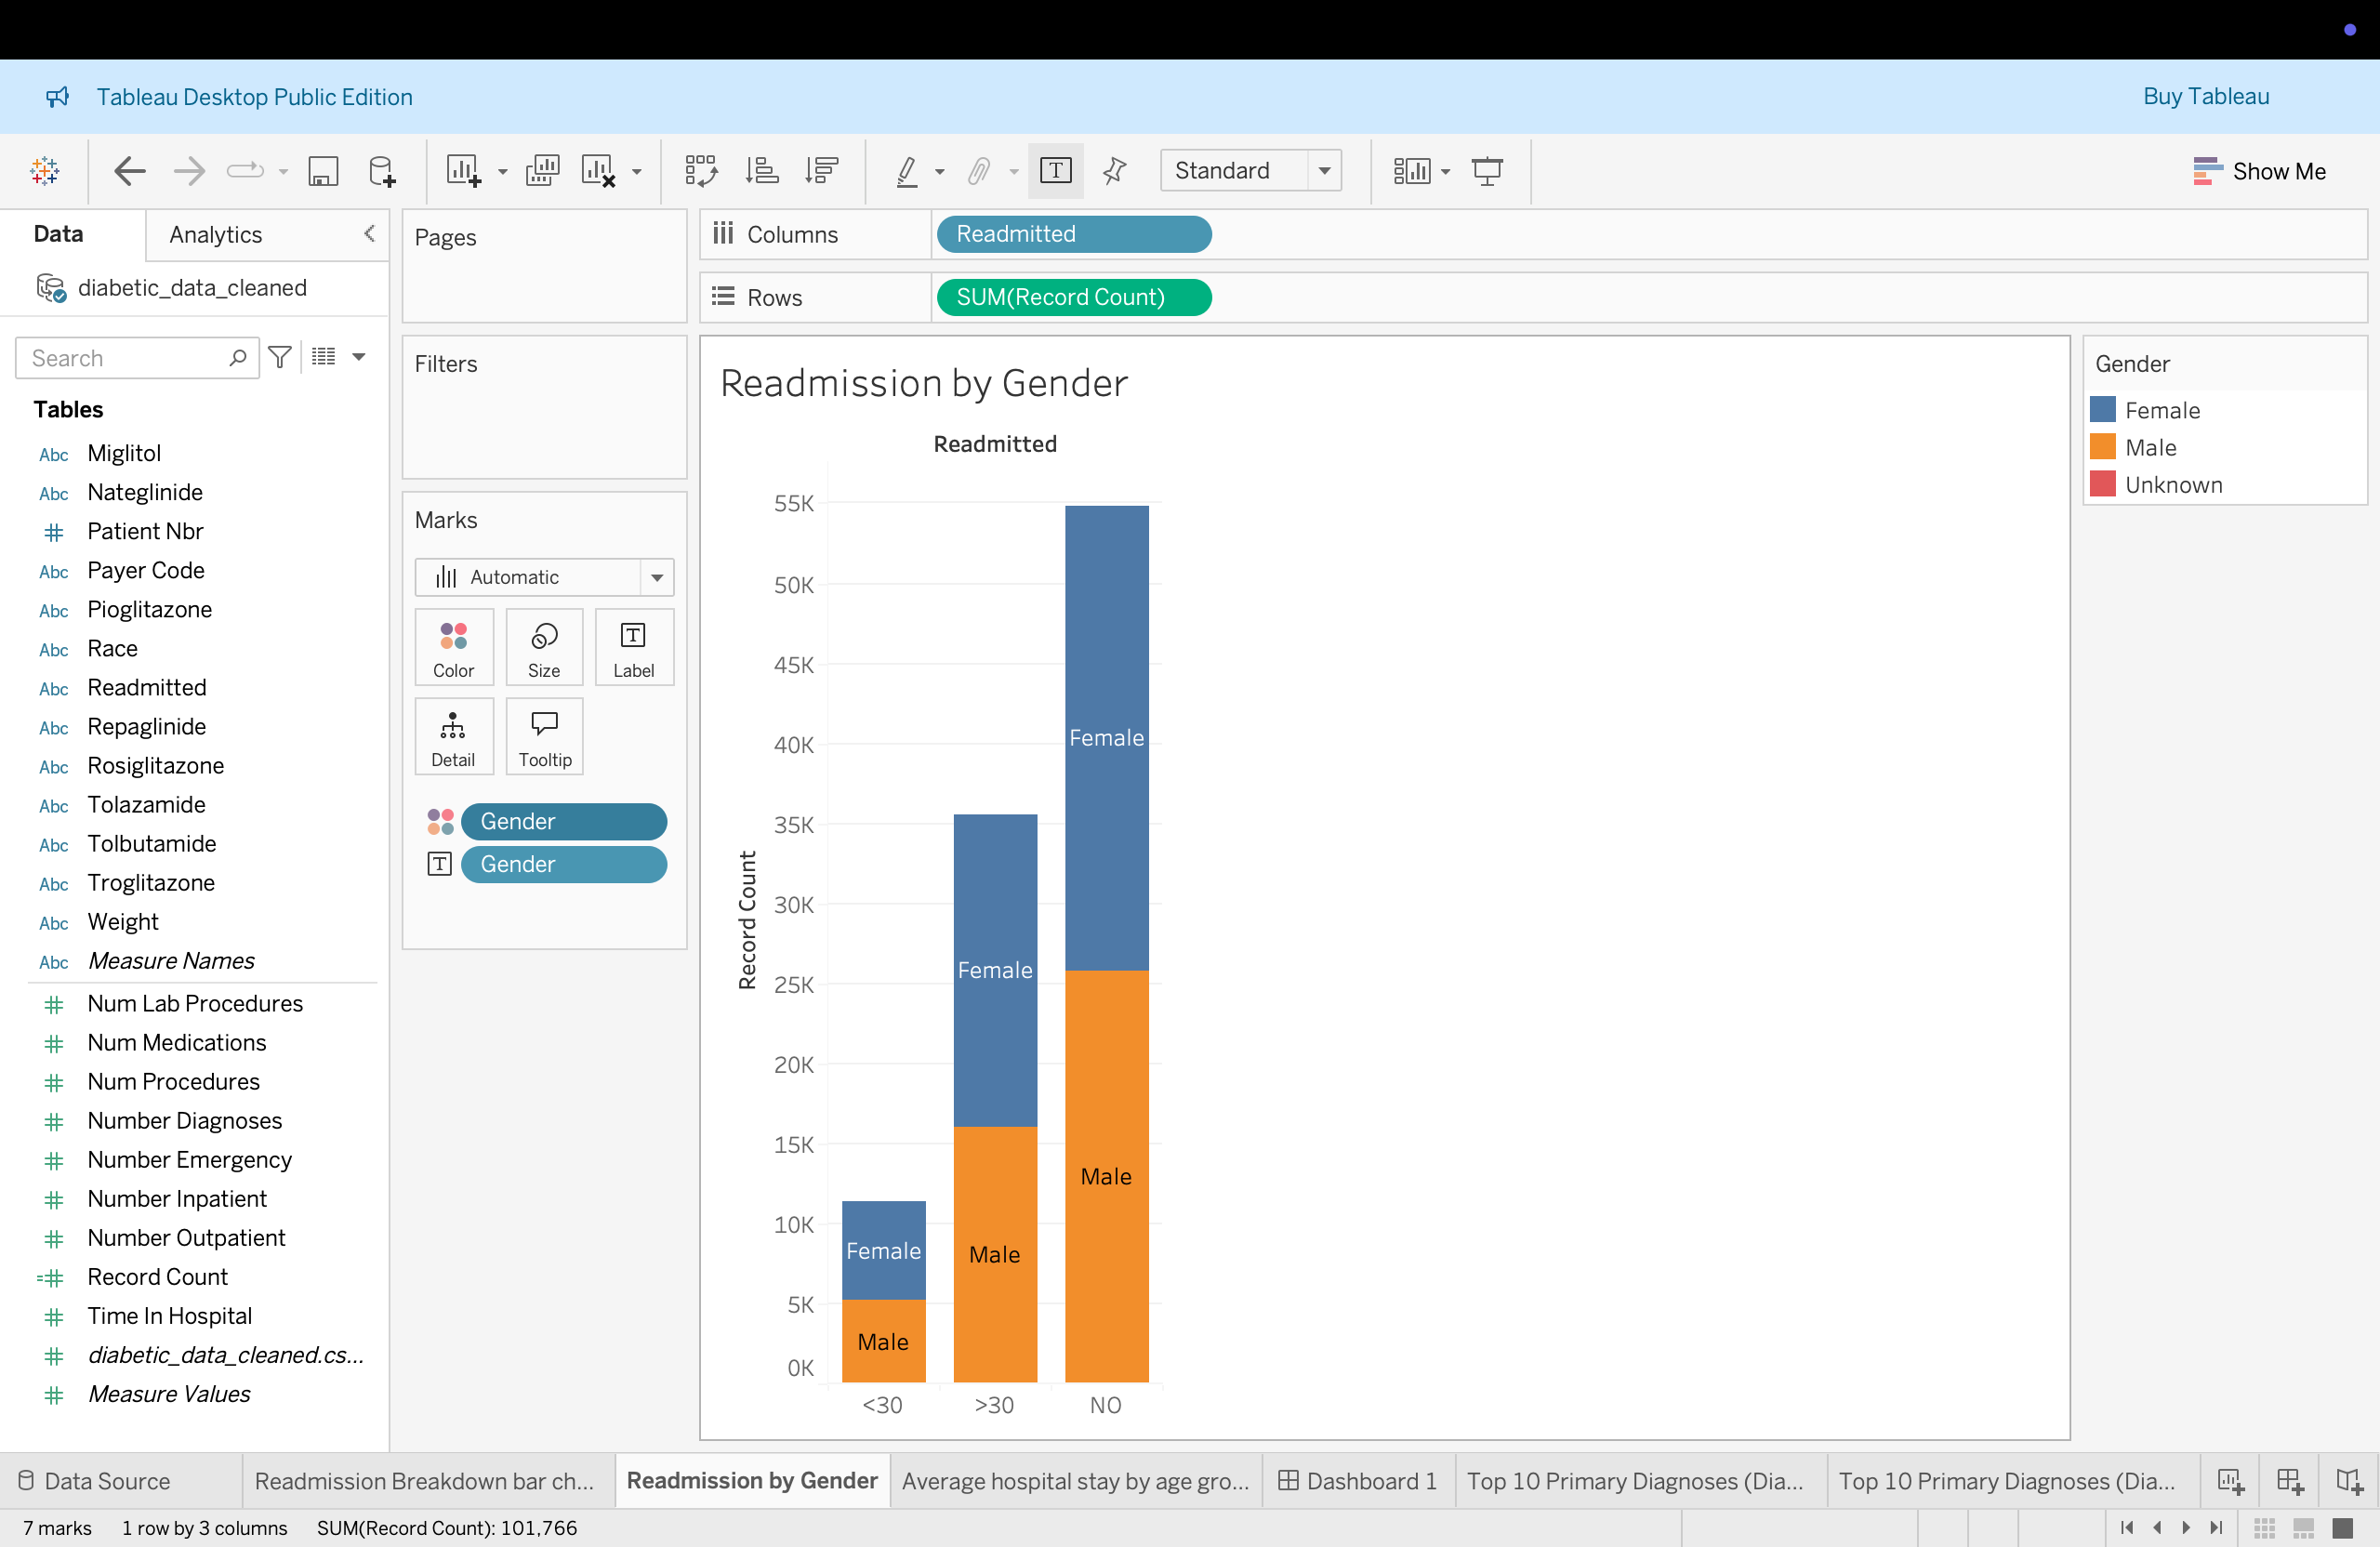 Tableau Desktop Public Edition
Buy Tableau
Standard
Show Me
Data
Analytics
diabetic_data_cleaned
Search
Tables
Abc Miglitol
Abc Nateglinide
# Patient Nbr
Abc Payer Code
Abc Pioglitazone
Abc Race
Abc Readmitted
Abc Repaglinide
Abc Rosiglitazone
Abc Tolazamide
Abc Tolbutamide
Abc Troglitazone
Abc Weight
Abc Measure Names
# Num Lab Procedures
# Num Medications
# Num Procedures
# Number Diagnoses
# Number Emergency
# Number Inpatient
# Number Outpatient
=# Record Count
# Time In Hospital
# diabetic_data_cleaned.cs...
# Measure Values
Pages
Filters
Marks
Automatic
Color
Size
T
Label
Detail
Tooltip
Gender
T Gender
Columns
Readmitted
Rows
SUM(Record Count)
Readmission by Gender
Readmitted
Record Count
55K
50K
45K
40K
35K
30K
25K
20K
15K
10K
5K
0K
Female
Male
Female
Male
Female
Male
<30
>30
NO
Gender
Female
Male
Unknown
Data Source
Readmission Breakdown bar ch...
Readmission by Gender
Average hospital stay by age gro...
Dashboard 1
Top 10 Primary Diagnoses (Dia...
Top 10 Primary Diagnoses (Dia...
7 marks
1 row by 3 columns
SUM(Record Count): 101,766